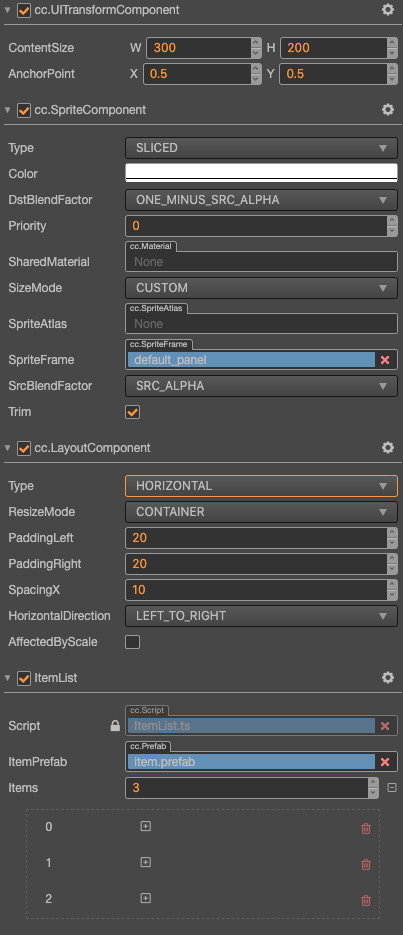 cc.UITransformComponent
ContentSize W 300 H 200
AnchorPoint X 0.5 Y 0.5
cc.SpriteComponent
Type SLICED
Color
DstBlendFactor ONE_MINUS_SRC_ALPHA
Priority 0
cc.Material
SharedMaterial None
SizeMode CUSTOM
cc.SpriteAtlas
SpriteAtlas None
cc.SpriteFrame
SpriteFrame default_panel
SrcBlendFactor SRC_ALPHA
Trim
cc.LayoutComponent
Type HORIZONTAL
ResizeMode CONTAINER
PaddingLeft 20
PaddingRight 20
SpacingX 10
HorizontalDirection LEFT_TO_RIGHT
AffectedByScale
ItemList
cc.Script
Script ItemList.ts
cc.Prefab
ItemPrefab item.prefab
Items 3
0
1
2